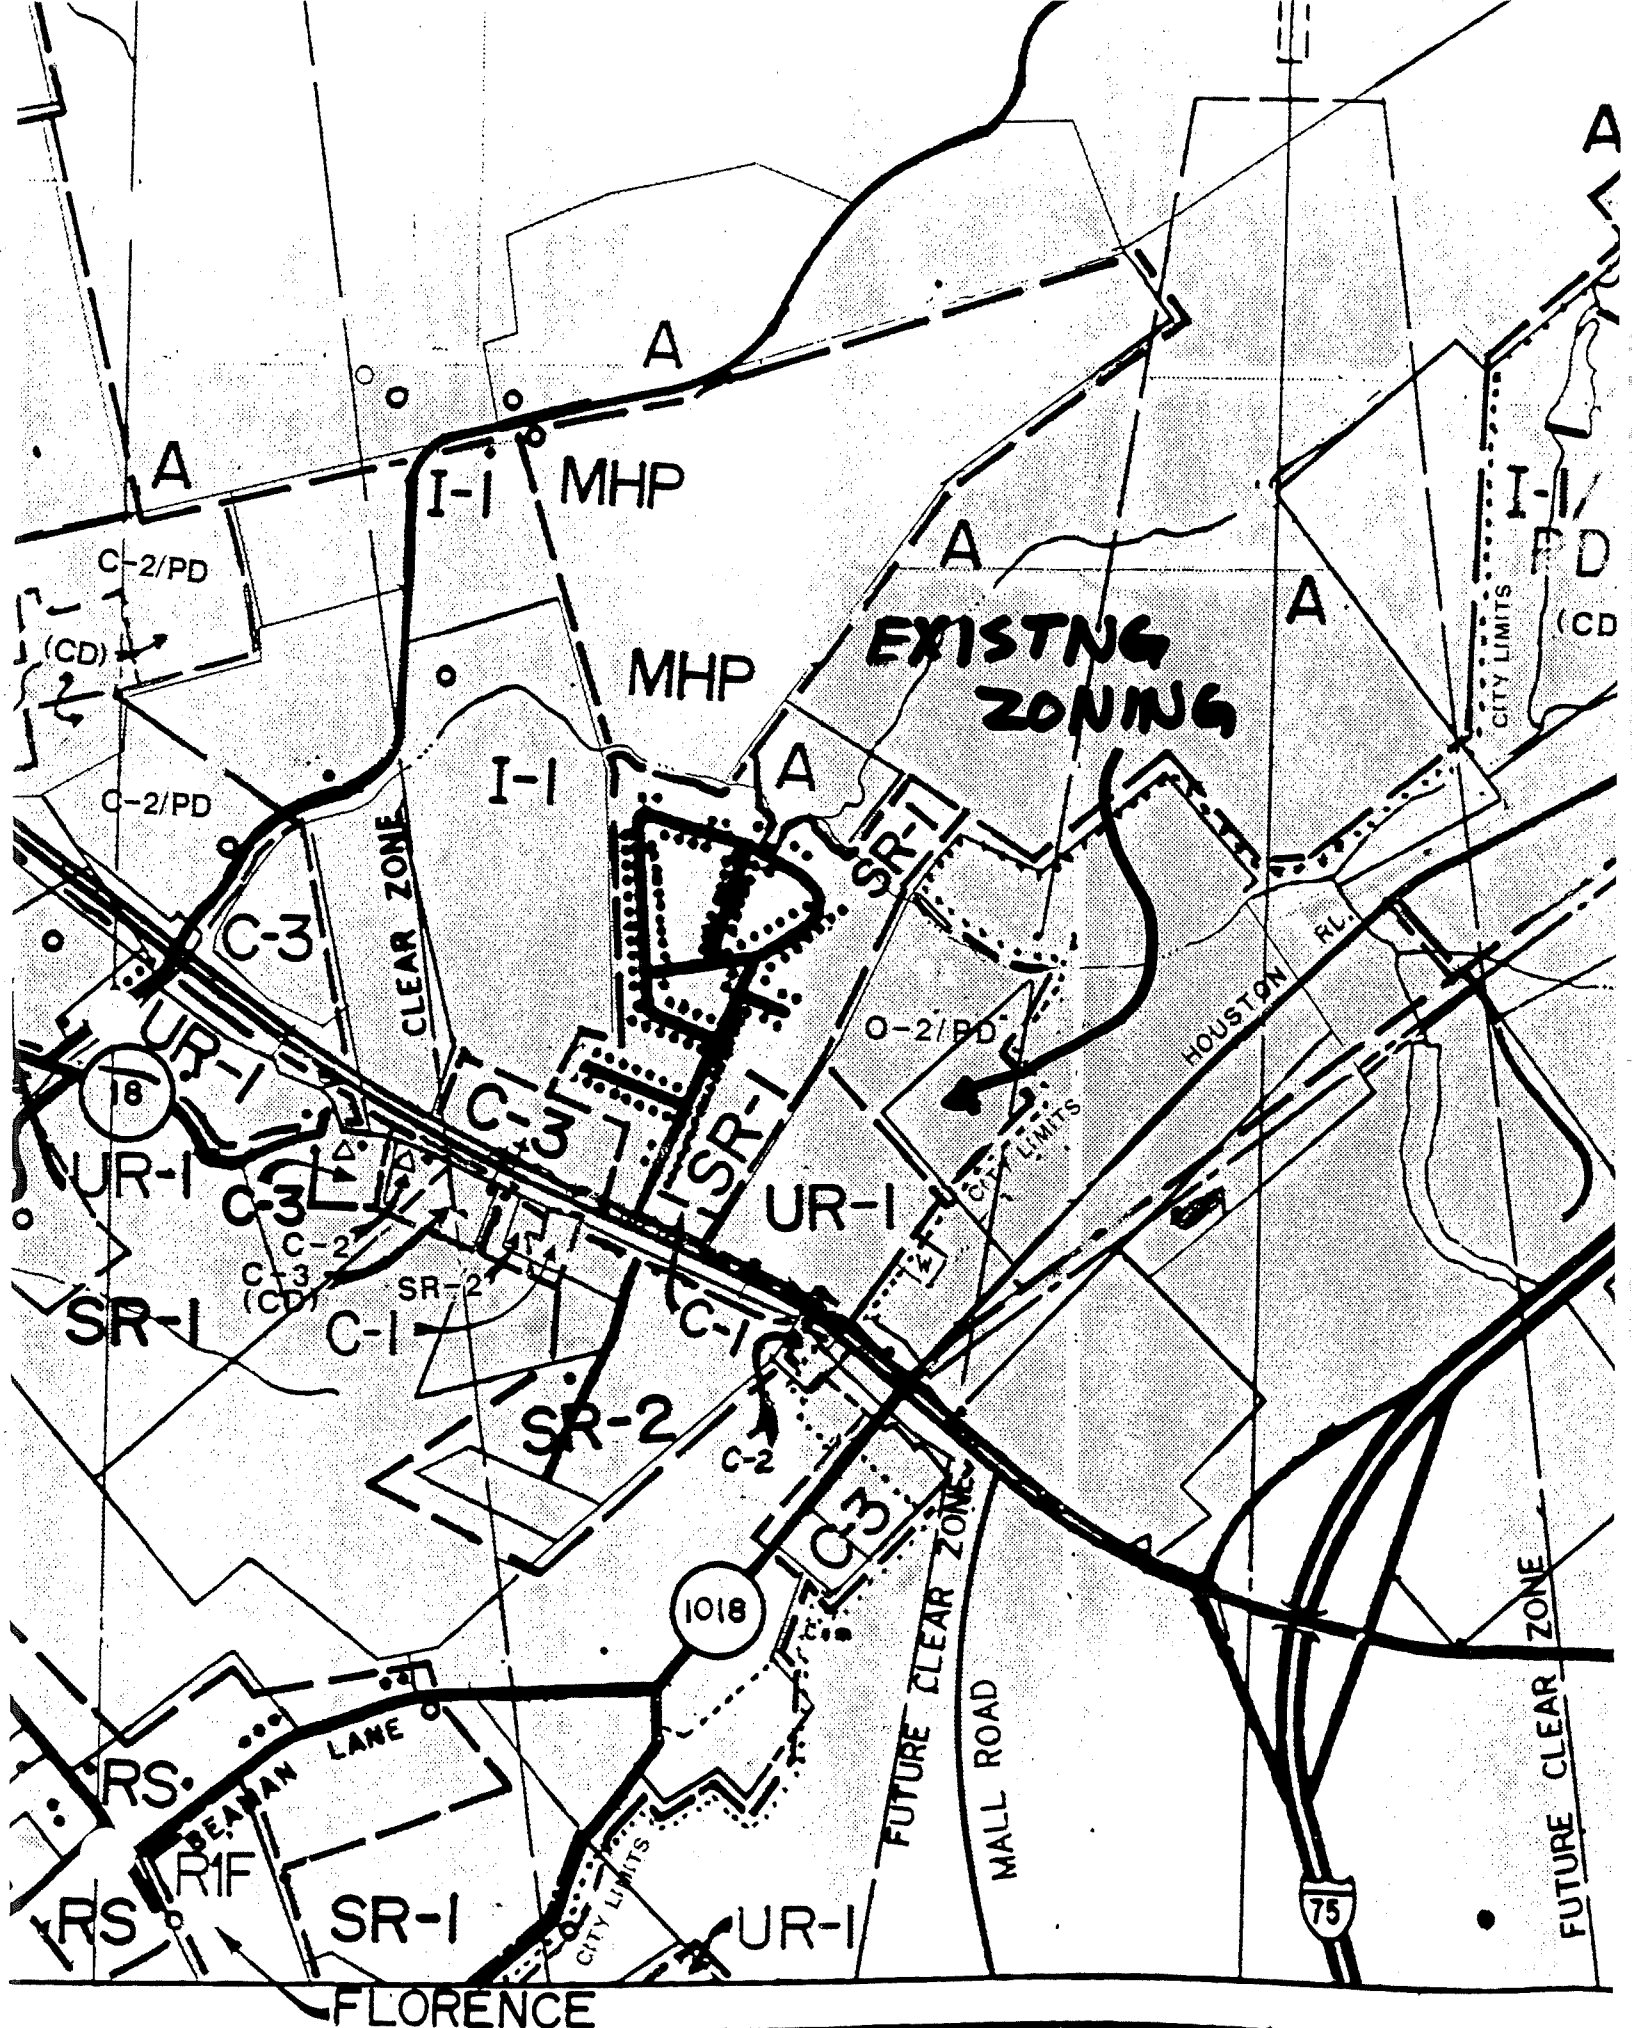 A
A
A
I-1
MHP
I-1/
PD
(CD
C-2/PD
A
A
EXISTNG
ZONING
CITY LIMITS
(CD)
MHP
I-1
A
C-2/PD
SR-1
CLEAR ZONE
C-3
HOUSTON
O-2/PD
UR-1
18
C-3
SR-1
CITY LIMITS
UR-1
UR-1
C-3
C-2
C-3
(CD)
SR-2
SR-1
C-1
C-1
SR-2
C-2
C-3
1018
FUTURE CLEAR ZONE
MALL ROAD
FUTURE CLEAR ZONE
BEAMAN LANE
RS
R1F
RS
SR-1
CITY LIMITS
UR-1
75
FLORENCE